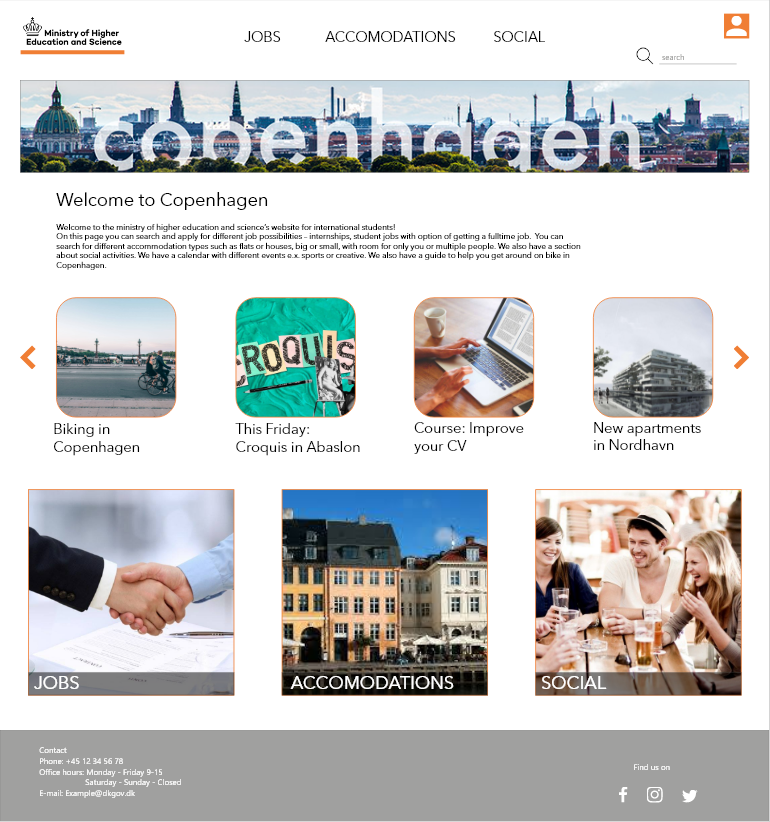 Ministry of Higher
Education and Science
JOBS
ACCOMODATIONS
SOCIAL
search
copenhagen
Welcome to Copenhagen
Welcome to the ministry of higher education and science's website for international students!
On this page you can search and apply for different job possibilities - internships, student jobs with option of getting a fulltime job. You can
search for different accommodation types such as flats or houses, big or small, with room for only you or multiple people. We also have a section
about social activities. We have a calendar with different events e.x. sports or creative. We also have a guide to help you get around on bike in
Copenhagen.
CROQUIS
Biking in
Copenhagen
This Friday:
Croquis in Abaslon
Course: Improve
your CV
New apartments
in Nordhavn
JOBS
ACCOMODATIONS
SOCIAL
Contact
Phone: +45 12 34 56 78
Office hours: Monday - Friday 9-15
Saturday - Sunday - Closed
E-mail: Example@dkgov.dk
Find us on